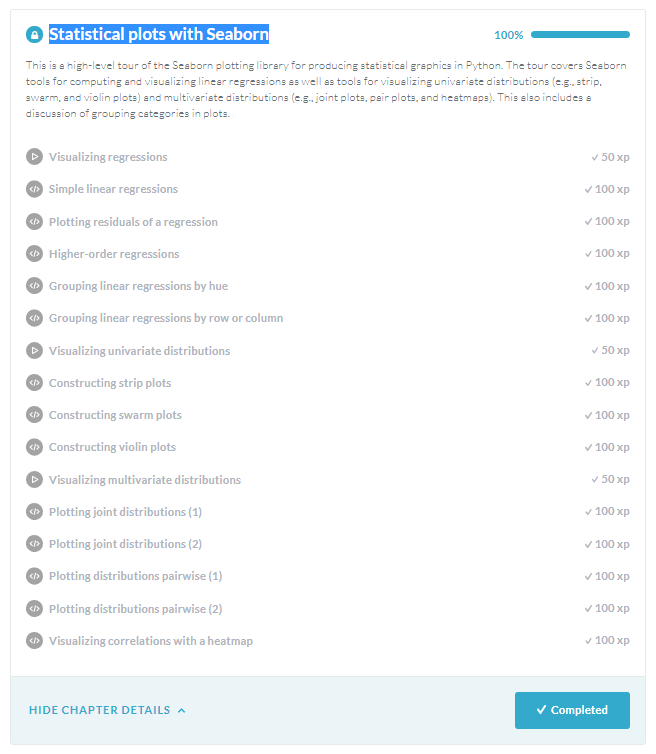 Statistical plots with Seaborn
100%
This is a high-level tour of the Seaborn plotting library for producing statistical graphics in Python. The tour covers Seaborn
tools for computing and visualizing linear regressions as well as tools for visualizing univariate distributions (e.g., strip,
swarm, and violin plots) and multivariate distributions (e.g., joint plots, pair plots, and heatmaps). This also includes a
discussion of grouping categories in plots.
Visualizing regressions 50 xp
Simple linear regressions 100 xp
Plotting residuals of a regression 100 xp
Higher-order regressions 100 xp
Grouping linear regressions by hue 100 xp
Grouping linear regressions by row or column 100 xp
Visualizing univariate distributions 50 xp
Constructing strip plots 100 xp
Constructing swarm plots 100 xp
Constructing violin plots 100 xp
Visualizing multivariate distributions 50 xp
Plotting joint distributions (1) 100 xp
Plotting joint distributions (2) 100 xp
Plotting distributions pairwise (1) 100 xp
Plotting distributions pairwise (2) 100 xp
Visualizing correlations with a heatmap 100 xp
HIDE CHAPTER DETAILS
Completed